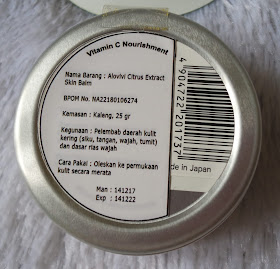 Vitamin C Nourishment
Nama Barang : Alovivi Citrus Extract
Skin Balm
BPOM No. NA22180106274
Kemasan : Kaleng, 25 gr
Kegunaan : Pelembab daerah kulit
kering (siku, tangan, wajah, tumit)
dan dasar rias wajah
Cara Pakai : Oleskan ke permukaan
kulit secara merata
Man : 141217
Exp : 141222
4904722201737
de in Japan